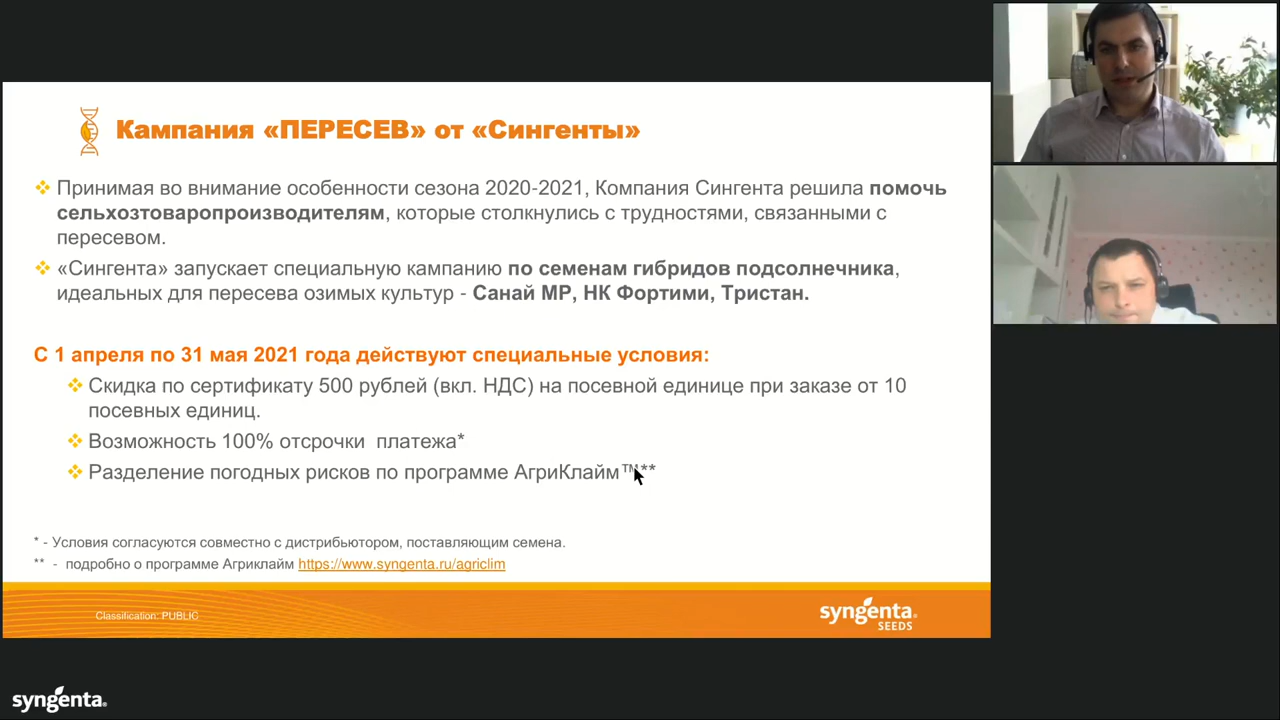 Кампания «ПЕРЕСЕВ» от «Сингенты»
Принимая во внимание особенности сезона 2020-2021, Компания Сингента решила помочь
сельхозтоваропроизводителям, которые столкнулись с трудностями, связанными с
пересевом.
«Сингента» запускает специальную кампанию по семенам гибридов подсолнечника,
идеальных для пересева озимых культур - Санай МР, НК Фортими, Тристан.
С 1 апреля по 31 мая 2021 года действуют специальные условия:
Скидка по сертификату 500 рублей (вкл. НДС) на посевной единице при заказе от 10
посевных единиц.
Возможность 100% отсрочки платежа*
Разделение погодных рисков по программе АгриКлайм™**
* - Условия согласуются совместно с дистрибьютором, поставляющим семена.
** - подробно о программе Агриклайм https://www.syngenta.ru/agriclim
Classification: PUBLIC
syngenta.
SEEDS
syngenta.